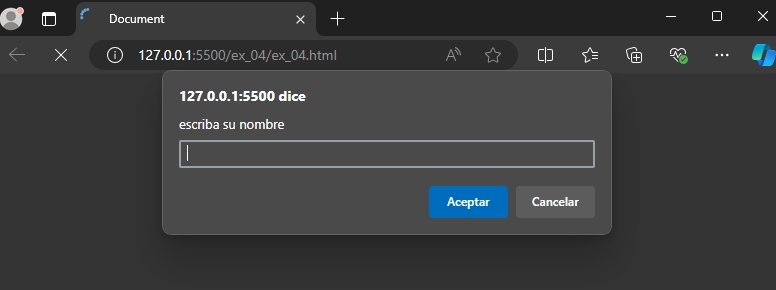 Document
127.0.0.1:5500/ex_04/ex_04.html
127.0.0.1:5500 dice
escriba su nombre
Aceptar
Cancelar